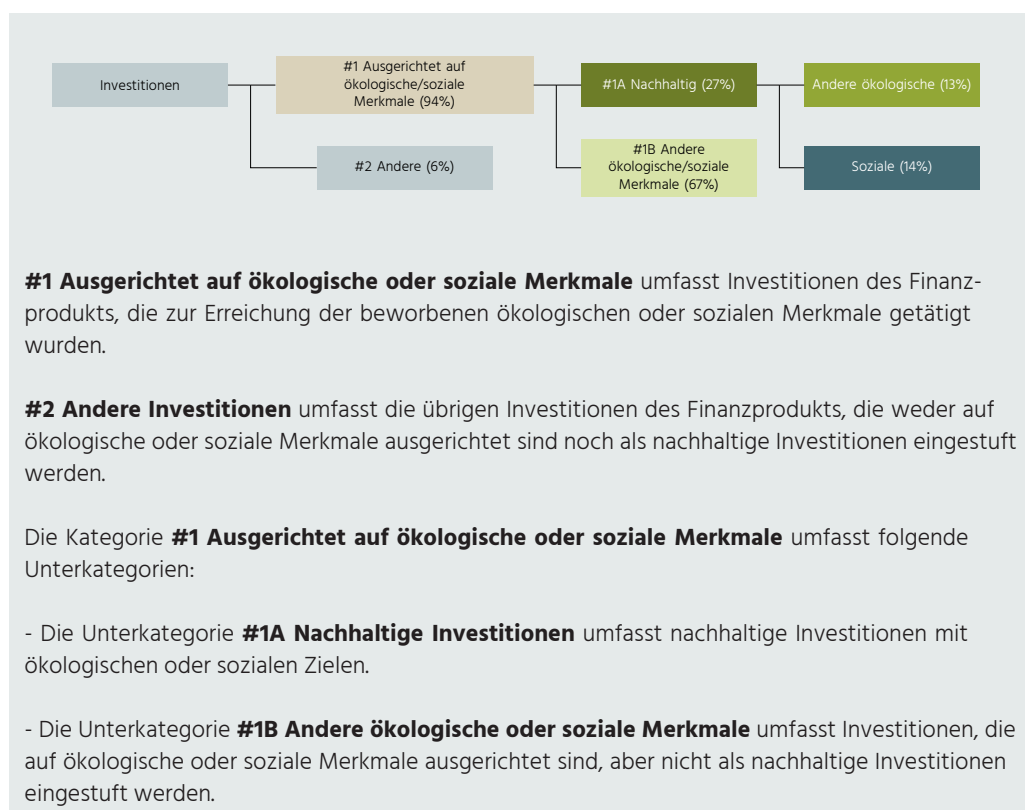 Investitionen
#1 Ausgerichtet auf
ökologische/soziale
Merkmale (94%)
#1A Nachhaltig (27%)
Andere ökologische (13%)
#2 Andere (6%)
#1B Andere
ökologische/soziale
Merkmale (67%)
Soziale (14%)
#1 Ausgerichtet auf ökologische oder soziale Merkmale umfasst Investitionen des Finanz-
produkts, die zur Erreichung der beworbenen ökologischen oder sozialen Merkmale getätigt
wurden.
#2 Andere Investitionen umfasst die übrigen Investitionen des Finanzprodukts, die weder auf
ökologische oder soziale Merkmale ausgerichtet sind noch als nachhaltige Investitionen eingestuft
werden.
Die Kategorie #1 Ausgerichtet auf ökologische oder soziale Merkmale umfasst folgende
Unterkategorien:
- Die Unterkategorie #1A Nachhaltige Investitionen umfasst nachhaltige Investitionen mit
ökologischen oder sozialen Zielen.
- Die Unterkategorie #1B Andere ökologische oder soziale Merkmale umfasst Investitionen, die
auf ökologische oder soziale Merkmale ausgerichtet sind, aber nicht als nachhaltige Investitionen
eingestuft werden.